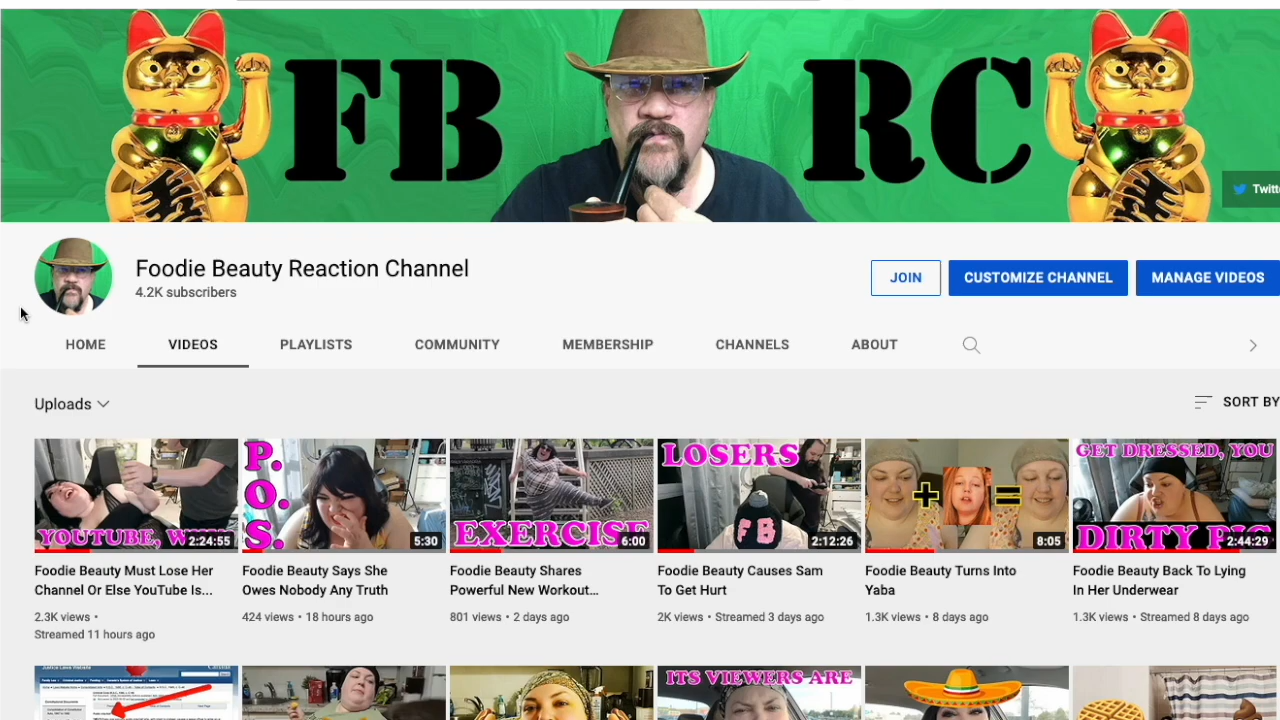 FB RC
Twitt
Foodie Beauty Reaction Channel
4.2K subscribers
JOIN
CUSTOMIZE CHANNEL
MANAGE VIDEOS
HOME
VIDEOS
PLAYLISTS
COMMUNITY
MEMBERSHIP
CHANNELS
ABOUT
Uploads
SORT BY
YOUTUBE, W
2:24:55
P.
O.
S.
5:30
EXERCISE
6:00
LOSERS
FB
2:12:26
+ =
8:05
GET DRESSED, YOU
DIRTY PIG
2:44:29
Foodie Beauty Must Lose Her
Channel Or Else YouTube Is...
2.3K views •
Streamed 11 hours ago
Foodie Beauty Says She
Owes Nobody Any Truth
424 views • 18 hours ago
Foodie Beauty Shares
Powerful New Workout...
801 views • 2 days ago
Foodie Beauty Causes Sam
To Get Hurt
2K views • Streamed 3 days ago
Foodie Beauty Turns Into
Yaba
1.3K views • 8 days ago
Foodie Beauty Back To Lying
In Her Underwear
1.3K views • Streamed 8 days ago
Justice Laws Website
Canada
ITS VIEWERS ARE